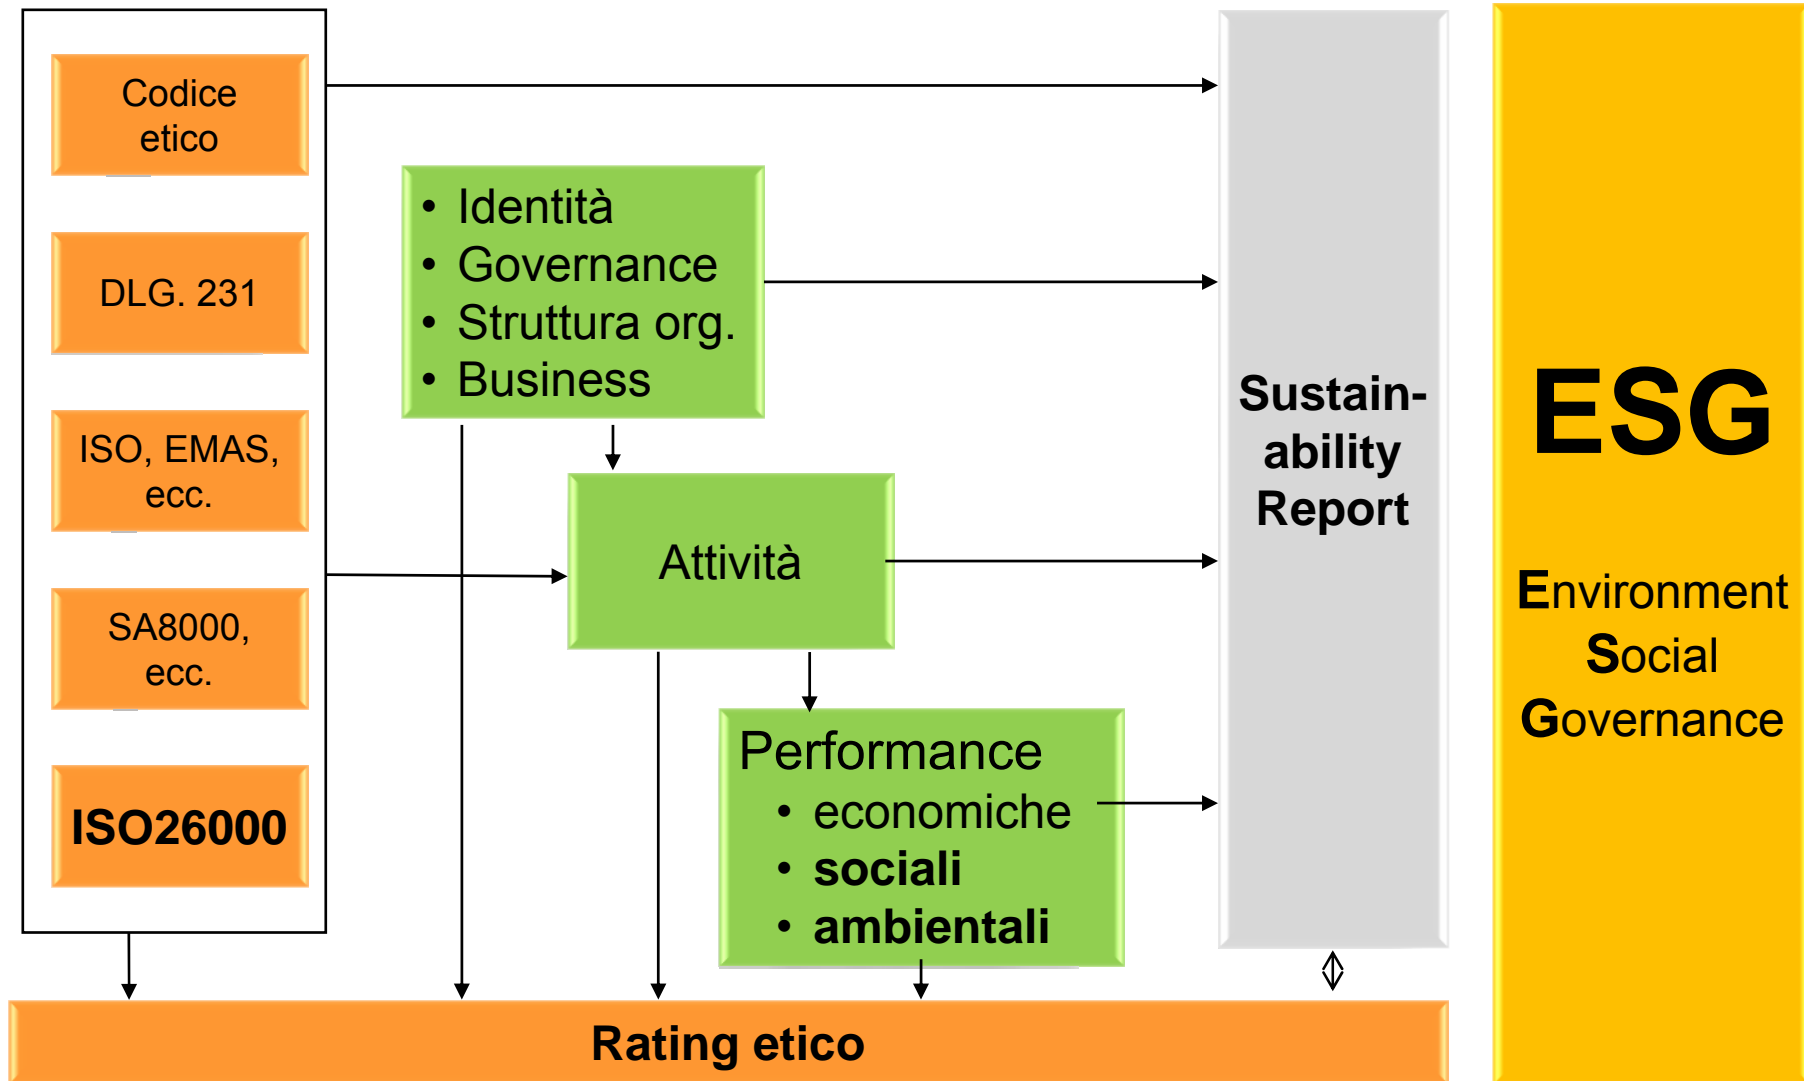 Codice
etico
DLG. 231
ISO, EMAS,
ecc.
SA8000,
ecc.
ISO26000
• Identità
• Governance
• Struttura org.
• Business
Attività
Performance
• economiche
• sociali
• ambientali
Sustain-
ability
Report
ESG
Environment
Social
Governance
Rating etico